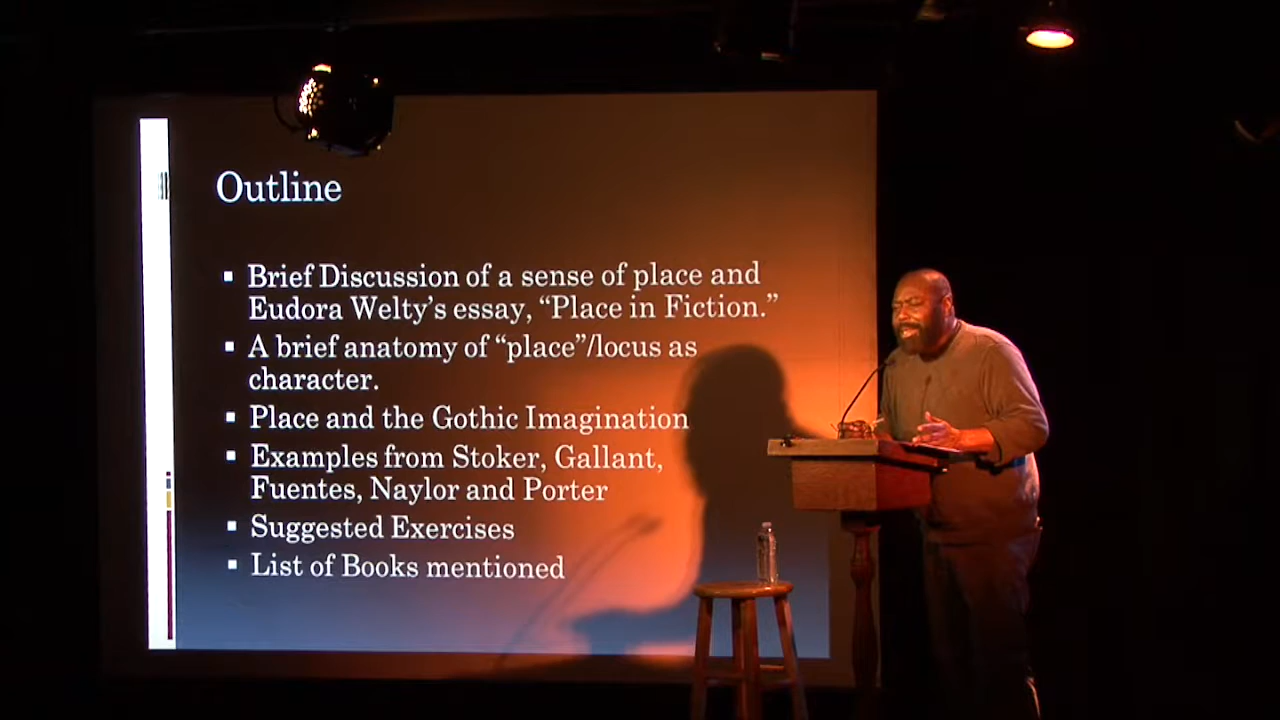 Outline
▪ Brief Discussion of a sense of place and
Eudora Welty's essay, “Place in Fiction.”
▪ A brief anatomy of “place”/locus as
character.
▪ Place and the Gothic Imagination
▪ Examples from Stoker, Gallant,
Fuentes, Naylor and Porter
▪ Suggested Exercises
▪ List of Books mentioned